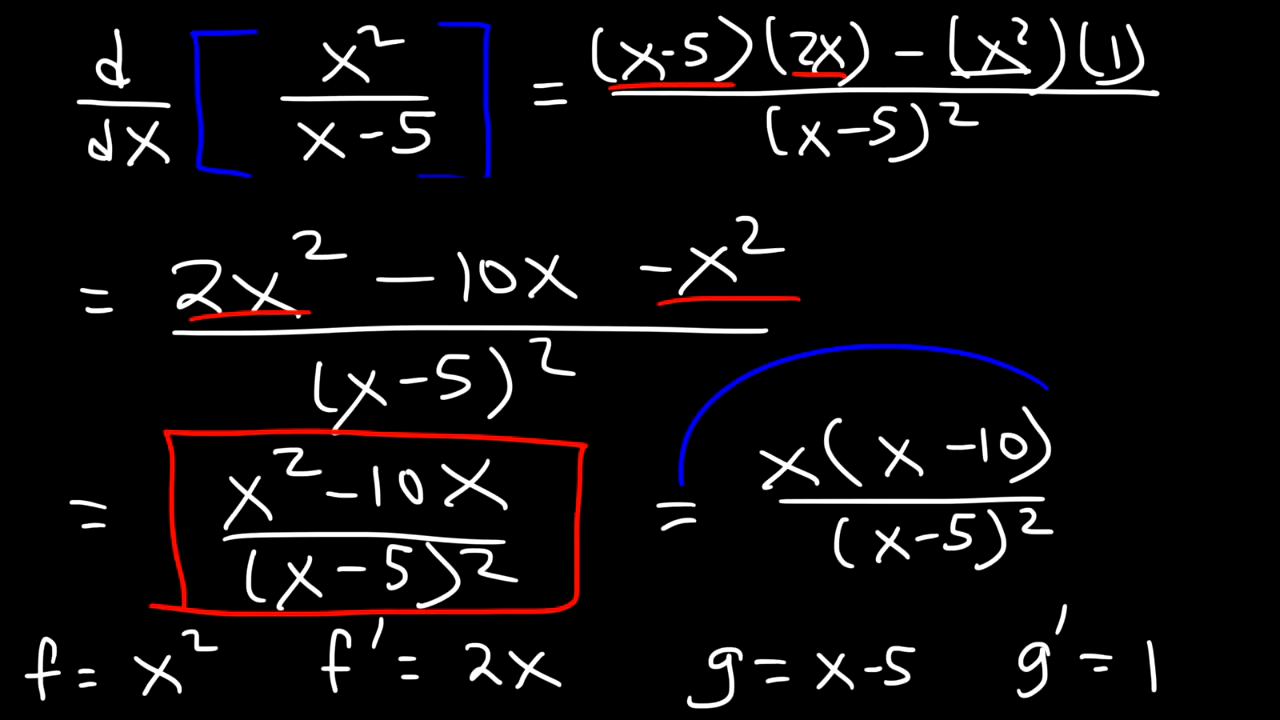 d/dx [ x²/(x-5) ] = ((x-5)(2x) - (x²)(1))/(x-5)²
= (2x² - 10x - x²)/(x-5)²
= (x² - 10x)/(x-5)² = x(x-10)/(x-5)²
f = x² f' = 2x g = x-5 g' = 1